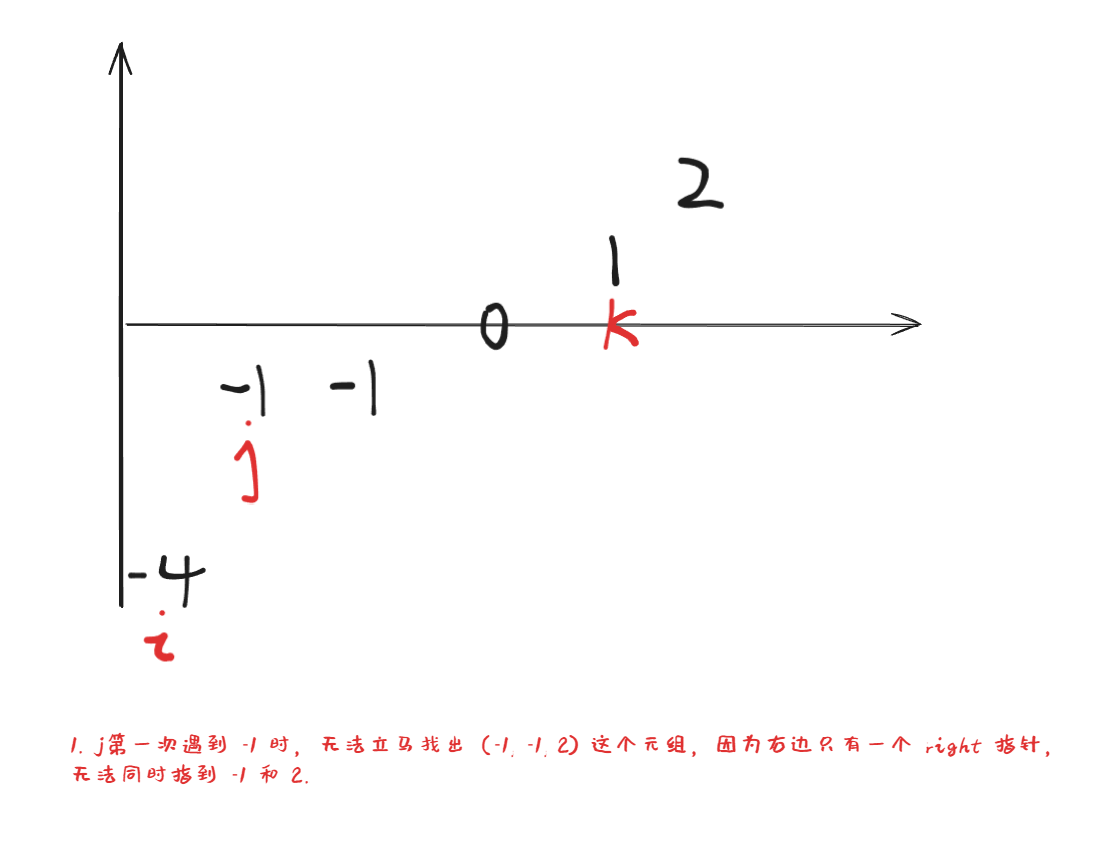 2
1
0
k
-1 -1
j
-4
i
1. j第一次遇到 -1 时，无法立马找出 (-1, -1, 2) 这个元组，因为右边只有一个 right 指针，
无法同时指到 -1 和 2.